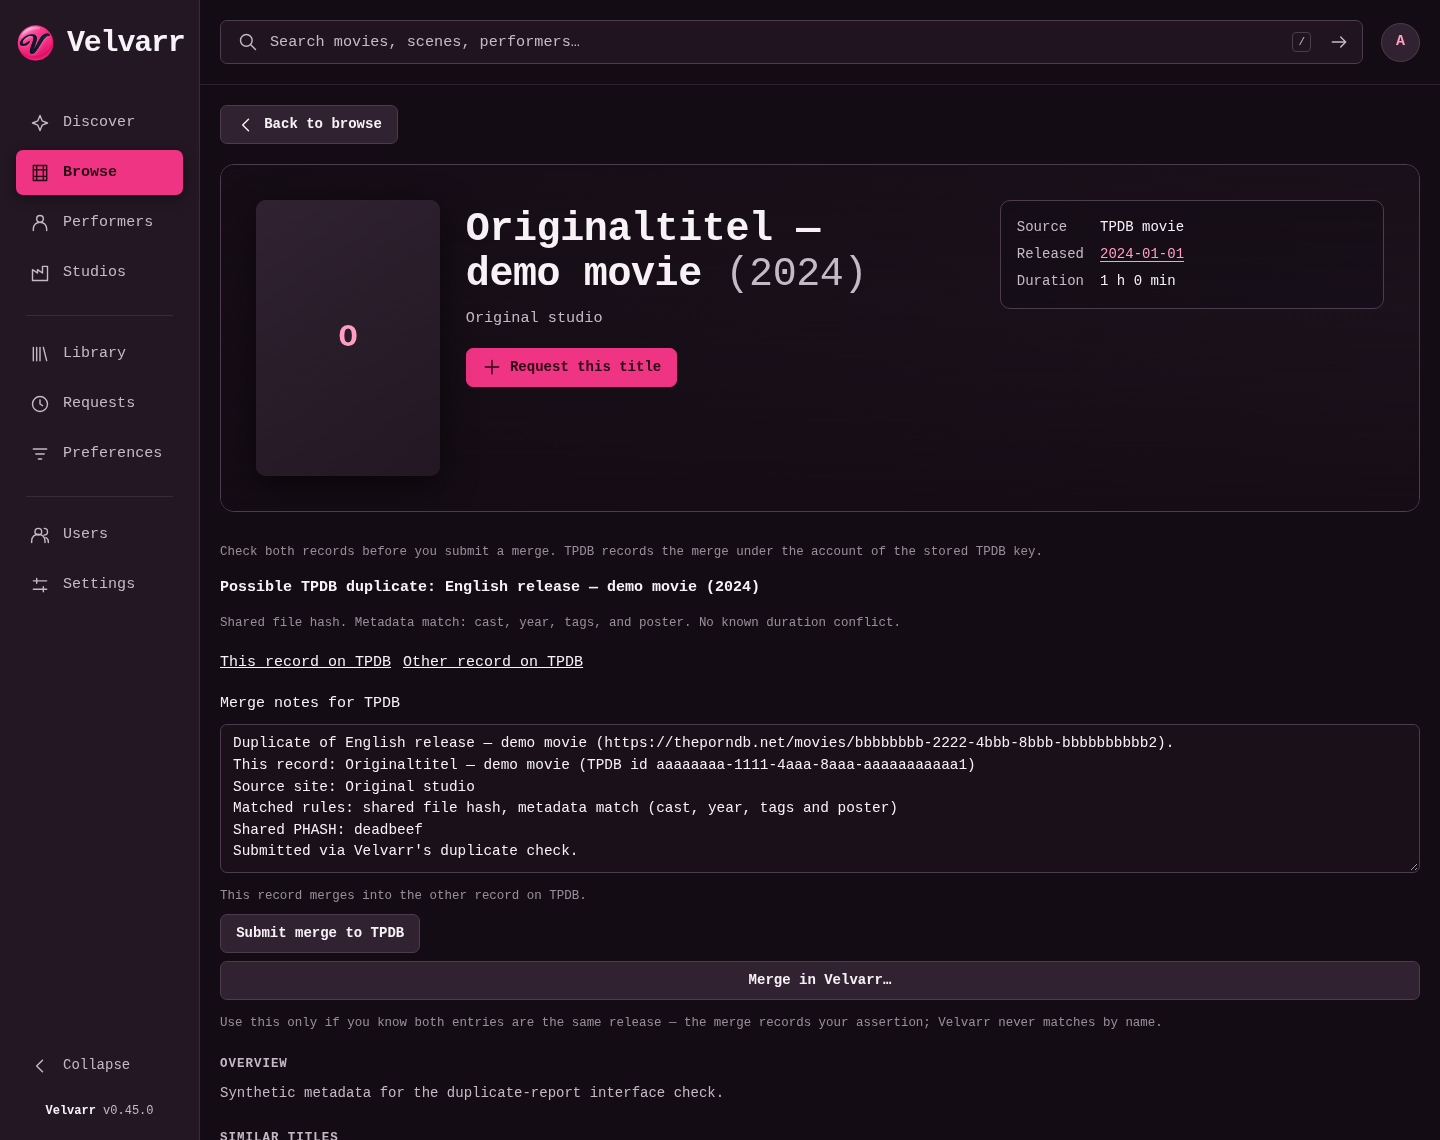 Velvarr
Search movies, scenes, performers…
/
A
Discover
Browse
Performers
Studios
Library
Requests
Preferences
Users
Settings
Collapse
Velvarr v0.45.0
Back to browse
O
Originaltitel —
demo movie (2024)
Original studio
Request this title
Source TPDB movie
Released 2024-01-01
Duration 1 h 0 min
Check both records before you submit a merge. TPDB records the merge under the account of the stored TPDB key.
Possible TPDB duplicate: English release — demo movie (2024)
Shared file hash. Metadata match: cast, year, tags, and poster. No known duration conflict.
This record on TPDB Other record on TPDB
Merge notes for TPDB
Duplicate of English release — demo movie (https://theporndb.net/movies/bbbbbbbb-2222-4bbb-8bbb-bbbbbbbbbbb2).
This record: Originaltitel — demo movie (TPDB id aaaaaaaa-1111-4aaa-8aaa-aaaaaaaaaaa1)
Source site: Original studio
Matched rules: shared file hash, metadata match (cast, year, tags and poster)
Shared PHASH: deadbeef
Submitted via Velvarr's duplicate check.
This record merges into the other record on TPDB.
Submit merge to TPDB
Merge in Velvarr…
Use this only if you know both entries are the same release — the merge records your assertion; Velvarr never matches by name.
OVERVIEW
Synthetic metadata for the duplicate-report interface check.
SIMILAR TITLES